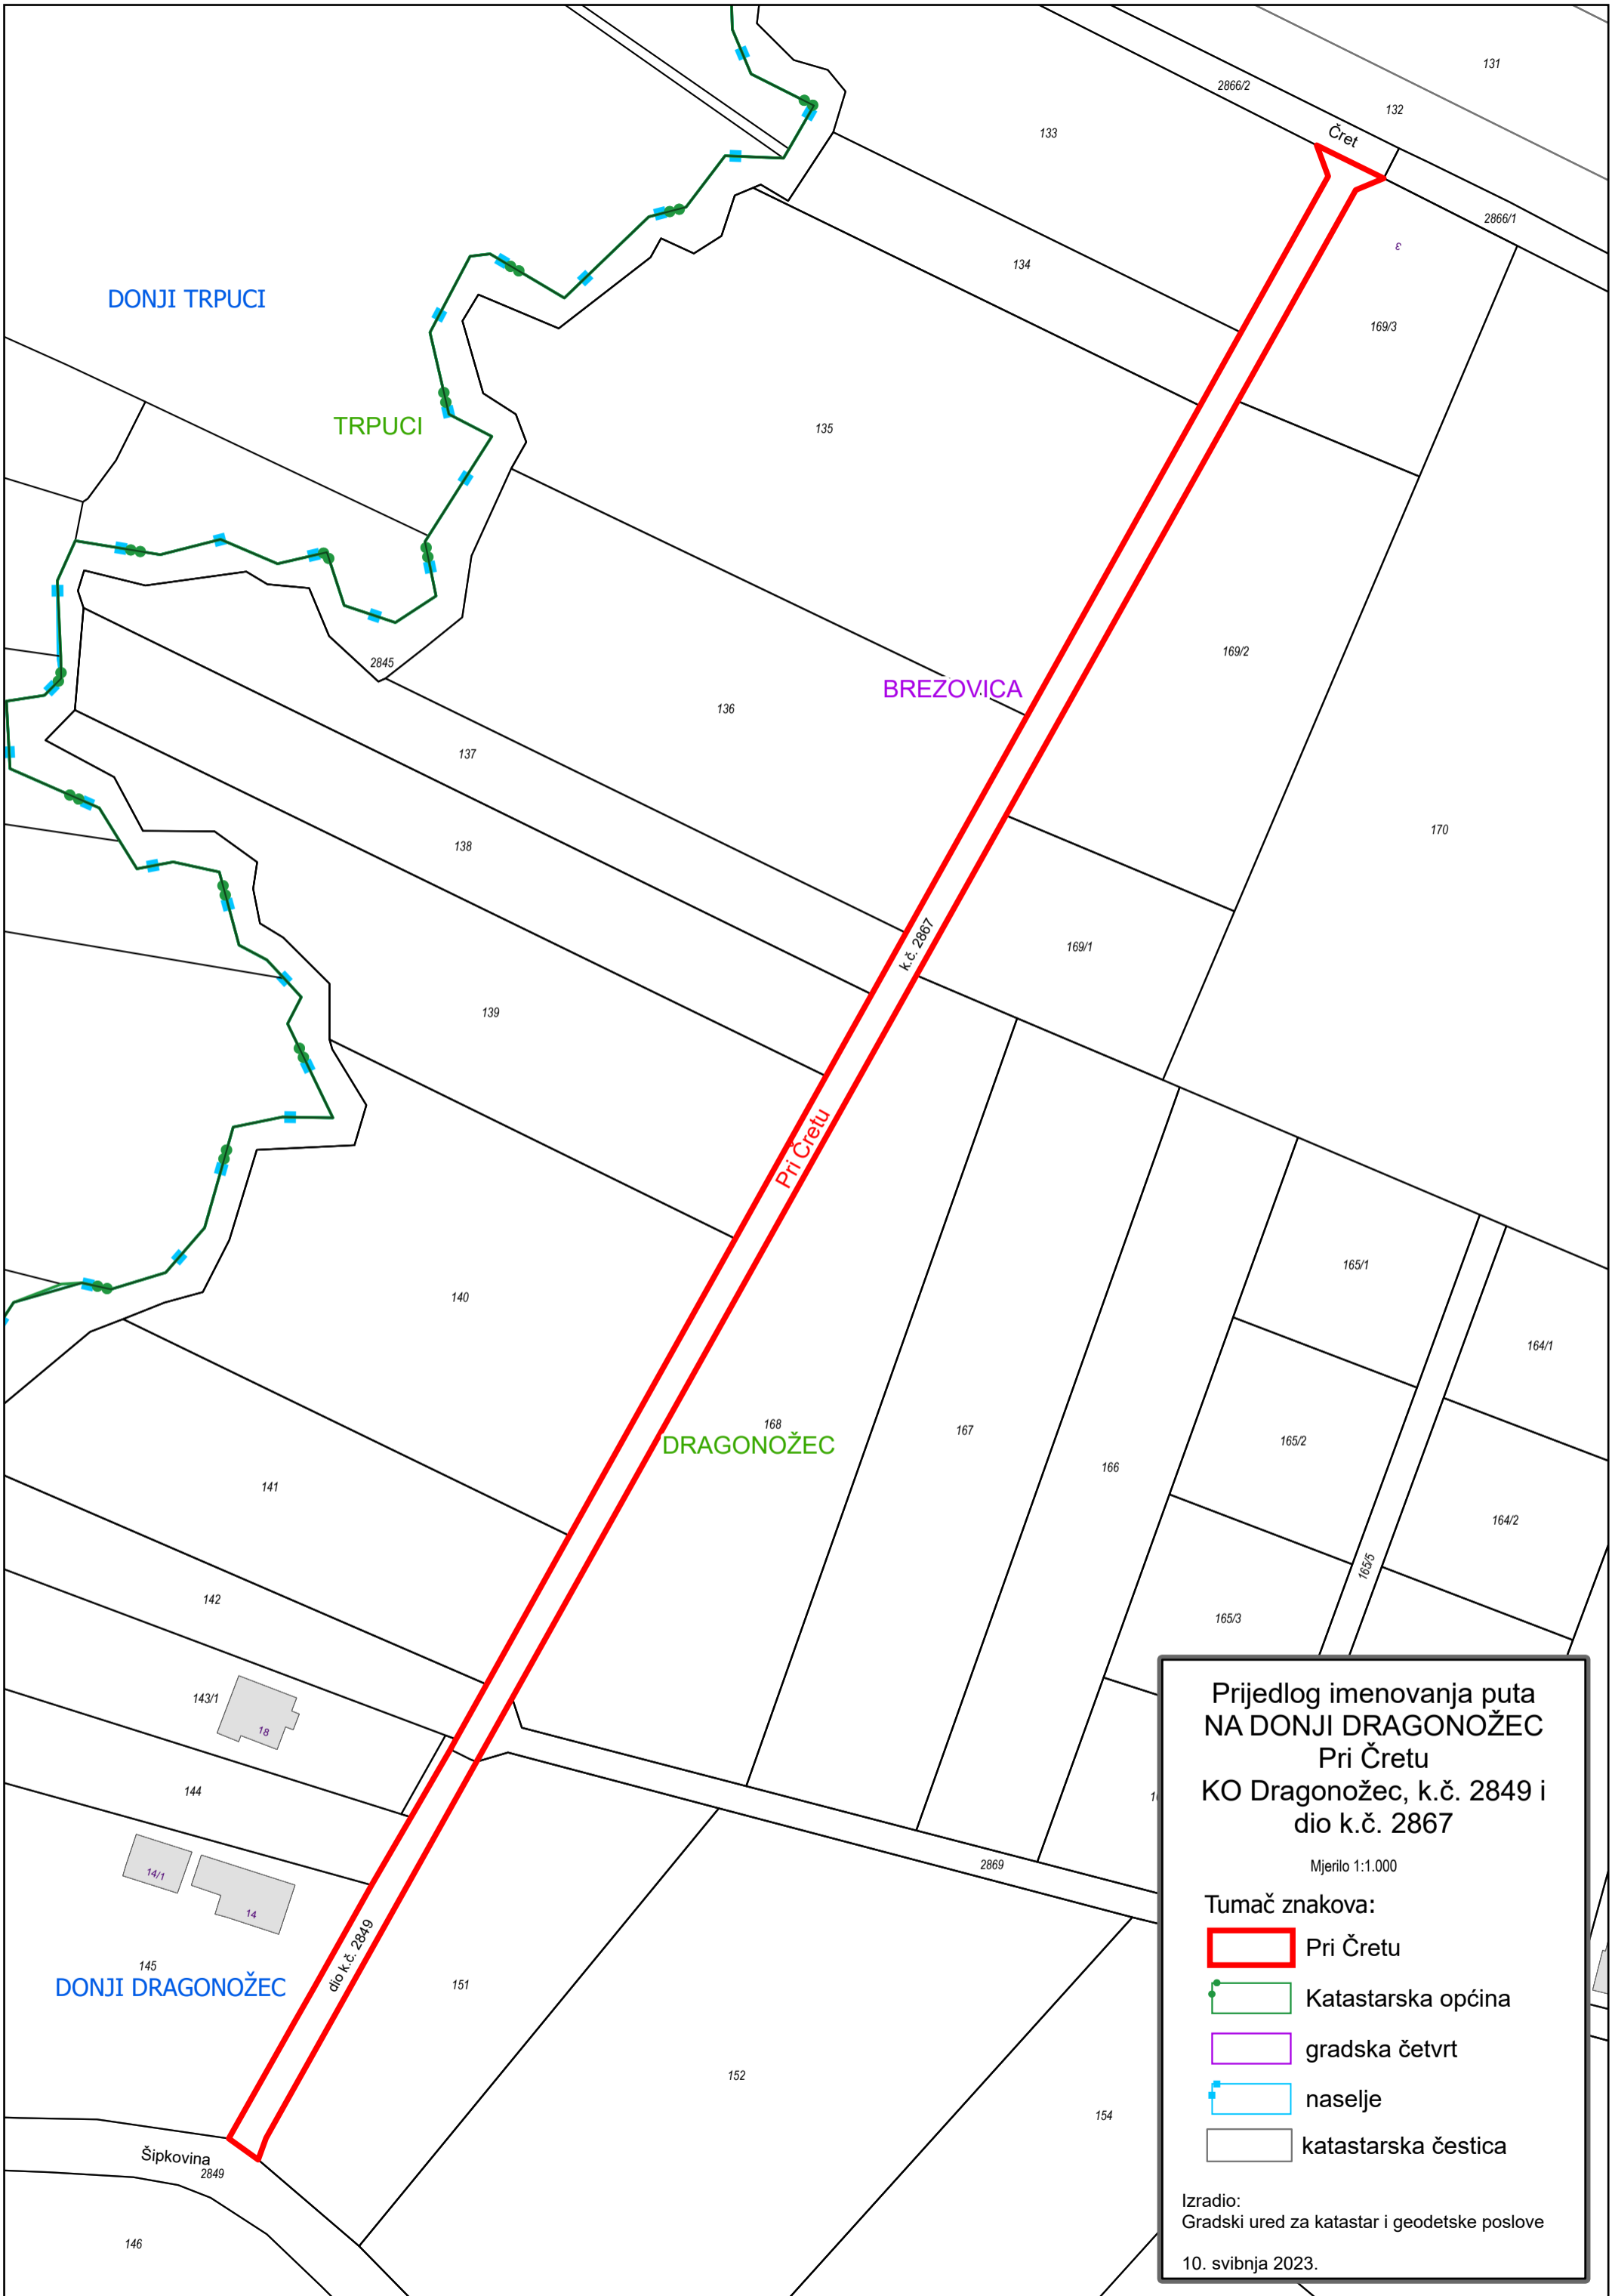 131
2866/2
132
133
Čret
2866/1
3
134
DONJI TRPUCI
169/3
TRPUCI
135
169/2
2845
BREZOVICA
136
137
170
138
k.č. 2867
169/1
139
Pri Čretu
165/1
140
164/1
168
167
DRAGONOŽEC
165/2
166
141
164/2
165/5
142
165/3
143/1
18
144
2869
14/1
14
dio k.č. 2849
145
151
DONJI DRAGONOŽEC
152
154
Šipkovina
2849
146
Prijedlog imenovanja puta
NA DONJI DRAGONOŽEC
Pri Čretu
KO Dragonožec, k.č. 2849 i
dio k.č. 2867
Mjerilo 1:1.000
Tumač znakova:
Pri Čretu
Katastarska općina
gradska četvrt
naselje
katastarska čestica
Izradio:
Gradski ured za katastar i geodetske poslove
10. svibnja 2023.